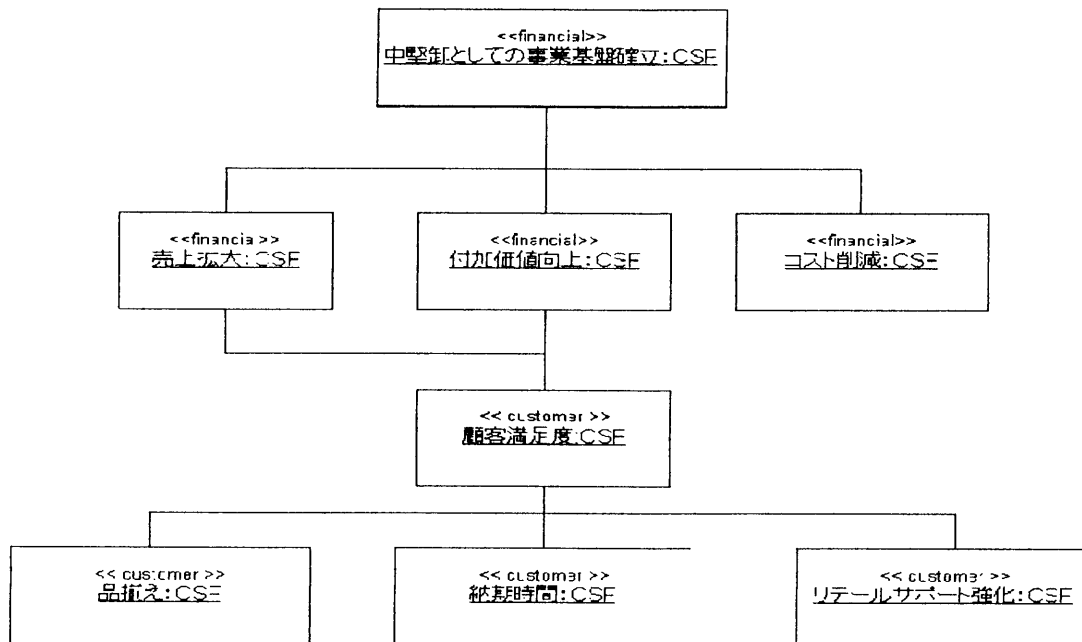 <<financial>>
中堅卸としての事業基盤確立:CSF
<<financial>>
売上拡大:CSF
<<financial>>
付加価値向上:CSF
<<financial>>
コスト削減:CSF
<< customer >>
顧客満足度:CSF
<< customer >>
品揃え:CSF
<< customer >>
納期時間:CSF
<< customer >>
リテールサポート強化:CSF